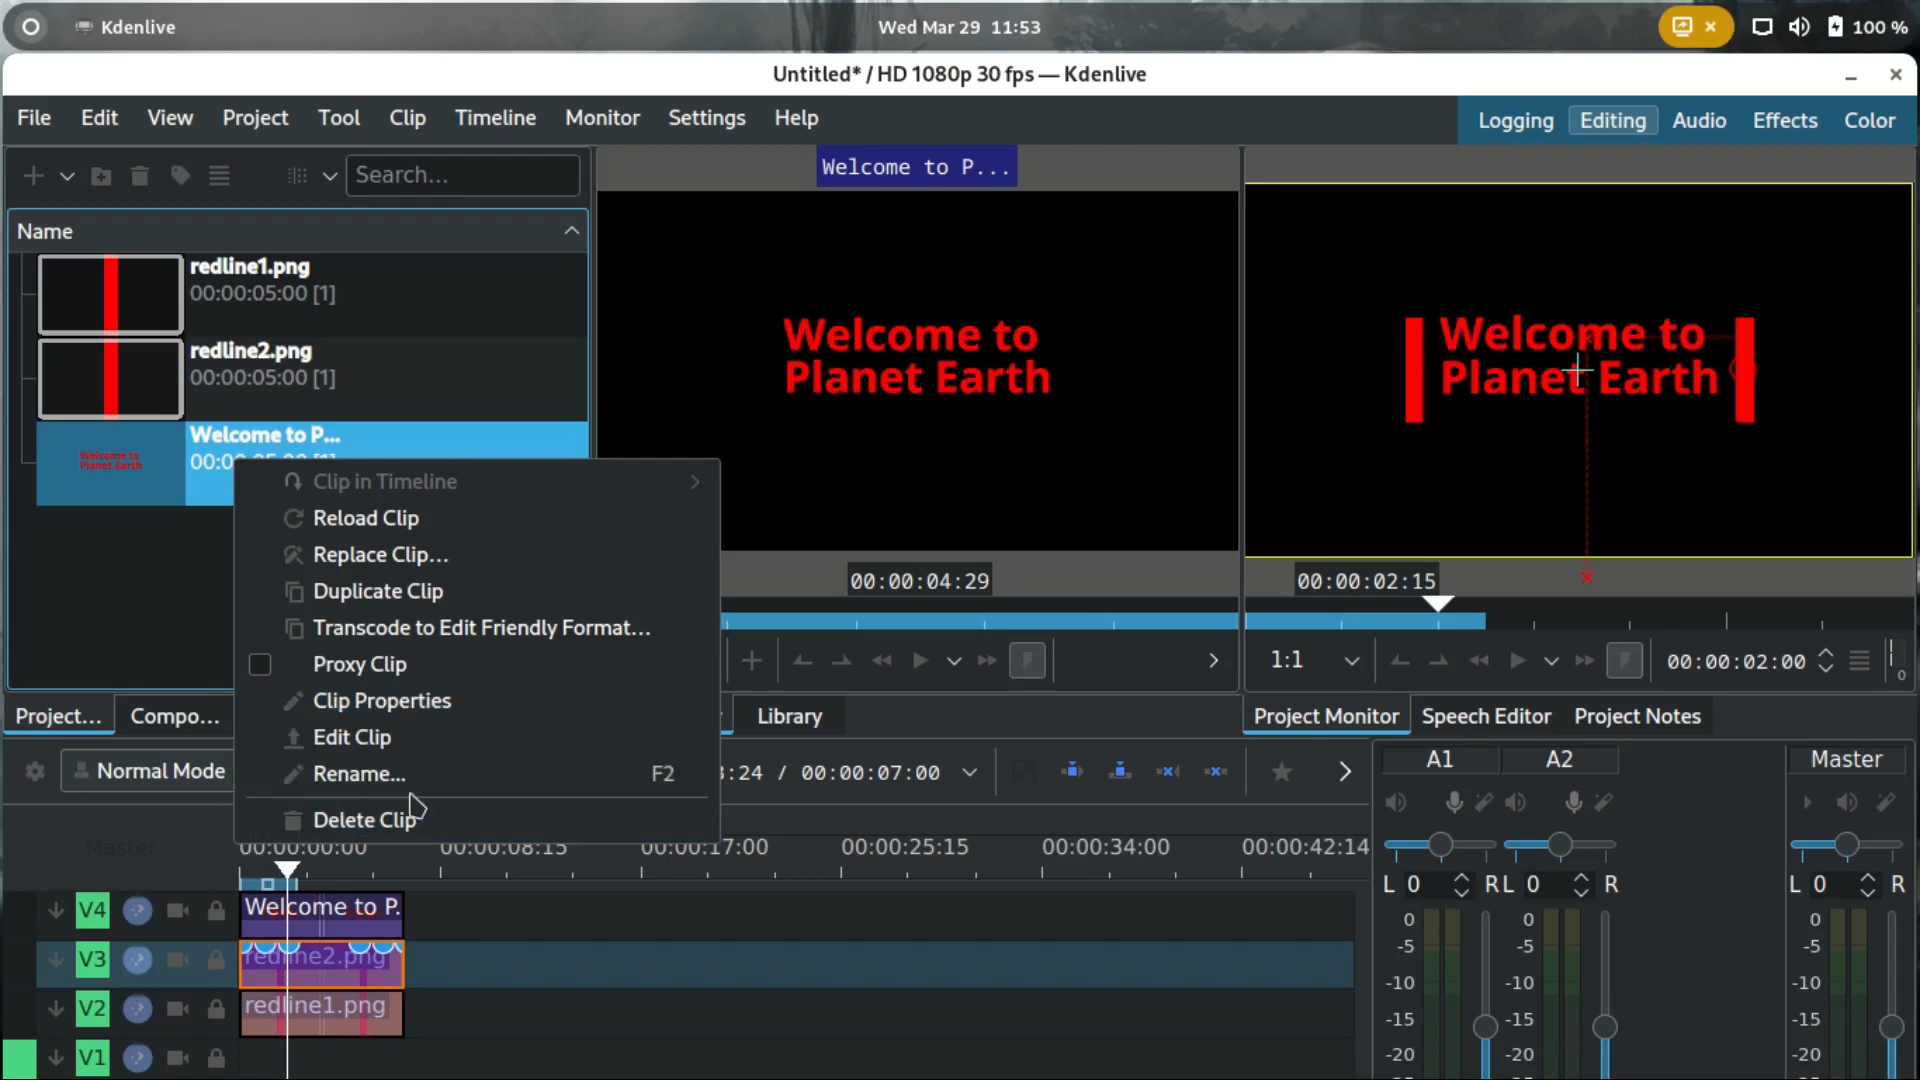 Kdenlive
Wed Mar 29 11:53
100 %
Untitled* / HD 1080p 30 fps — Kdenlive
File Edit View Project Tool Clip Timeline Monitor Settings Help
Logging Editing Audio Effects Color
Search...
Welcome to P...
Name
redline1.png
00:00:05:00 [1]
redline2.png
00:00:05:00 [1]
Welcome to P...
Welcome to
Planet Earth
Welcome to
Planet Earth
Welcome to
Planet Earth
Clip in Timeline
Reload Clip
Replace Clip...
Duplicate Clip
Transcode to Edit Friendly Format...
Proxy Clip
Clip Properties
Edit Clip
Rename... F2
Delete Clip
00:00:04:29
00:00:02:15
1:1
00:00:02:00
0
Project... Compo...
Library
Project Monitor Speech Editor Project Notes
Normal Mode
3:24 / 00:00:07:00
A1 A2 Master
Master
00:00:00:00 00:00:08:15 00:00:17:00 00:00:25:15 00:00:34:00 00:00:42:14
L 0 R L 0 R L 0 R
V4 Welcome to P.
V3 redline2.png
V2 redline1.png
V1
0 0 0
-5 -5 -5
-10 -10 -10
-15 -15 -15
-20 -20 -20